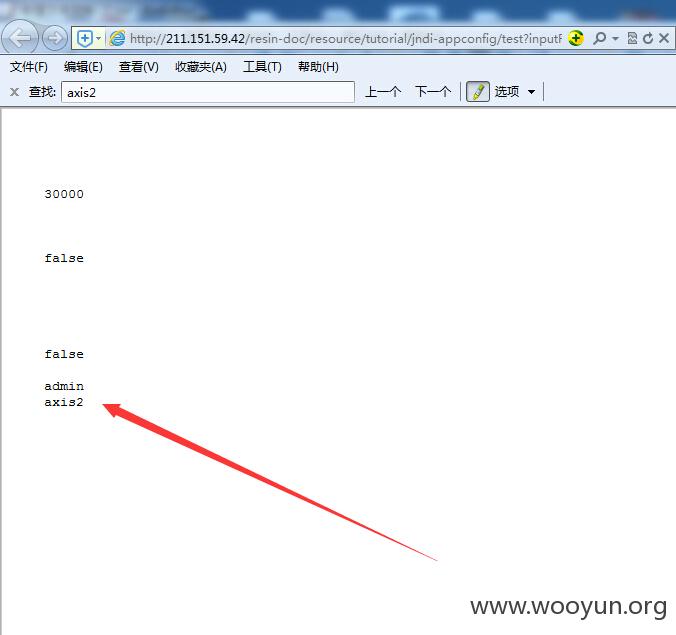 http://211.151.59.42/resin-doc/resource/tutorial/jndi-appconfig/test?inputF
文件(F) 编辑(E) 查看(V) 收藏夹(A) 工具(T) 帮助(H)
x 查找: axis2 上一个 下一个 选项
30000
false
false
admin
axis2
www.wooyun.org